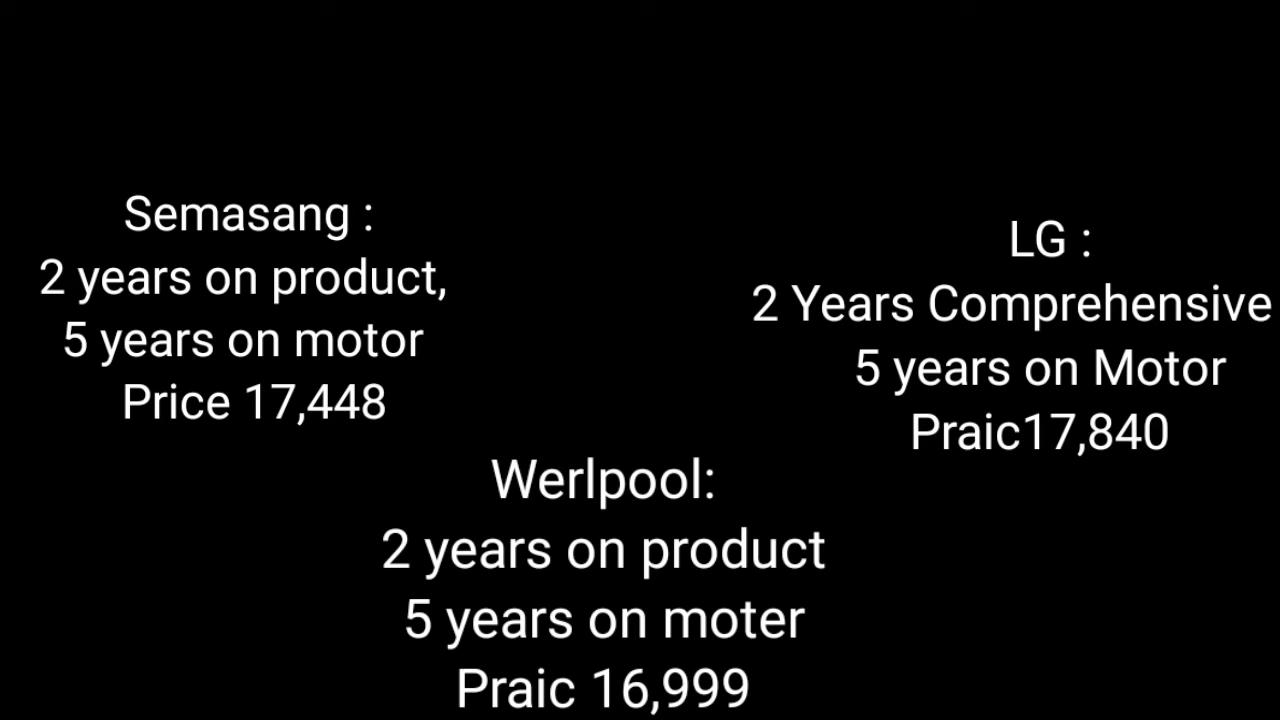 Semasang :
2 years on product,
5 years on motor
Price 17,448
LG :
2 Years Comprehensive
5 years on Motor
Praic17,840
Werlpool:
2 years on product
5 years on moter
Praic 16,999